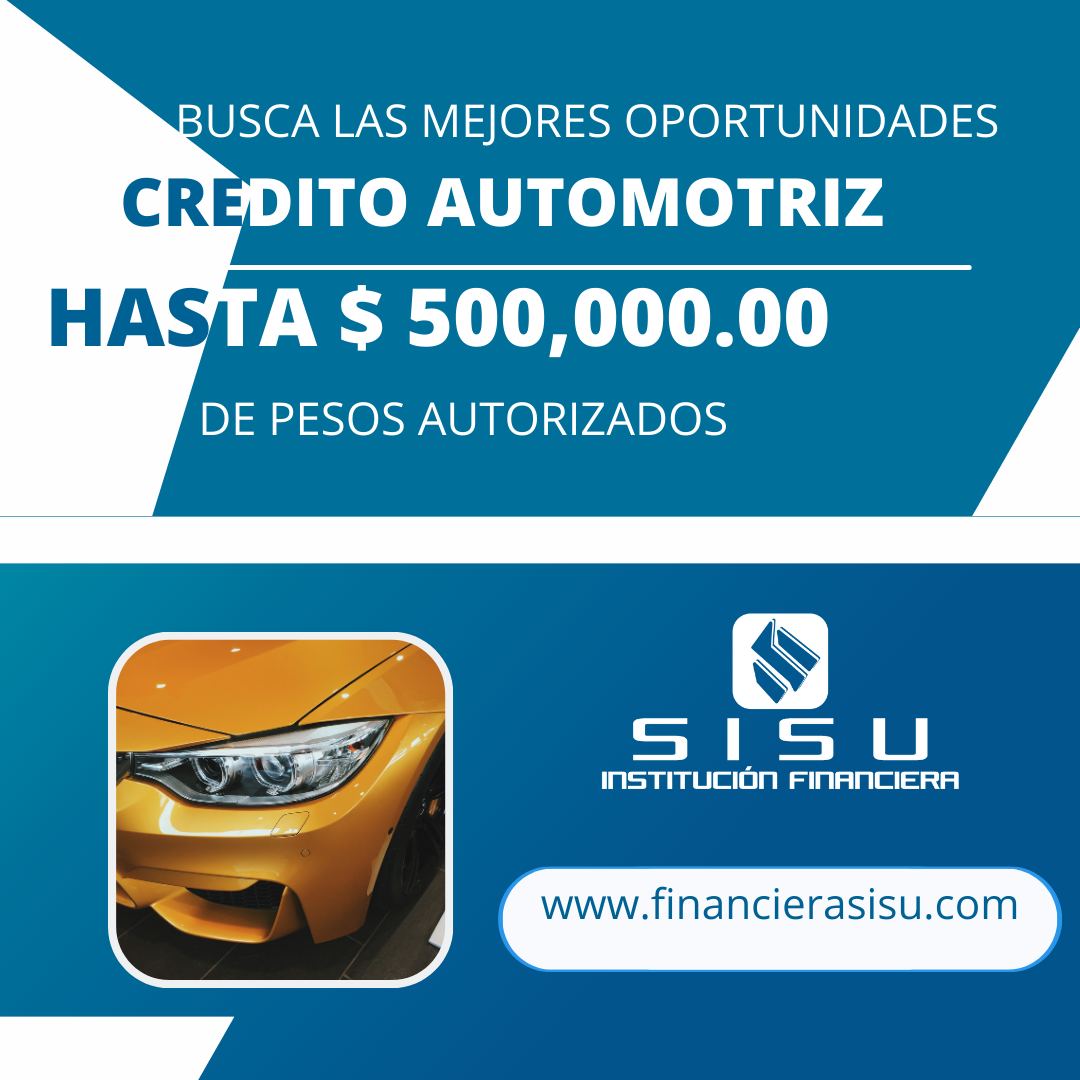 BUSCA LAS MEJORES OPORTUNIDADES
CREDITO AUTOMOTRIZ
HASTA $ 500,000.00
DE PESOS AUTORIZADOS
SISU
INSTITUCIÓN FINANCIERA
www.financierasisu.com